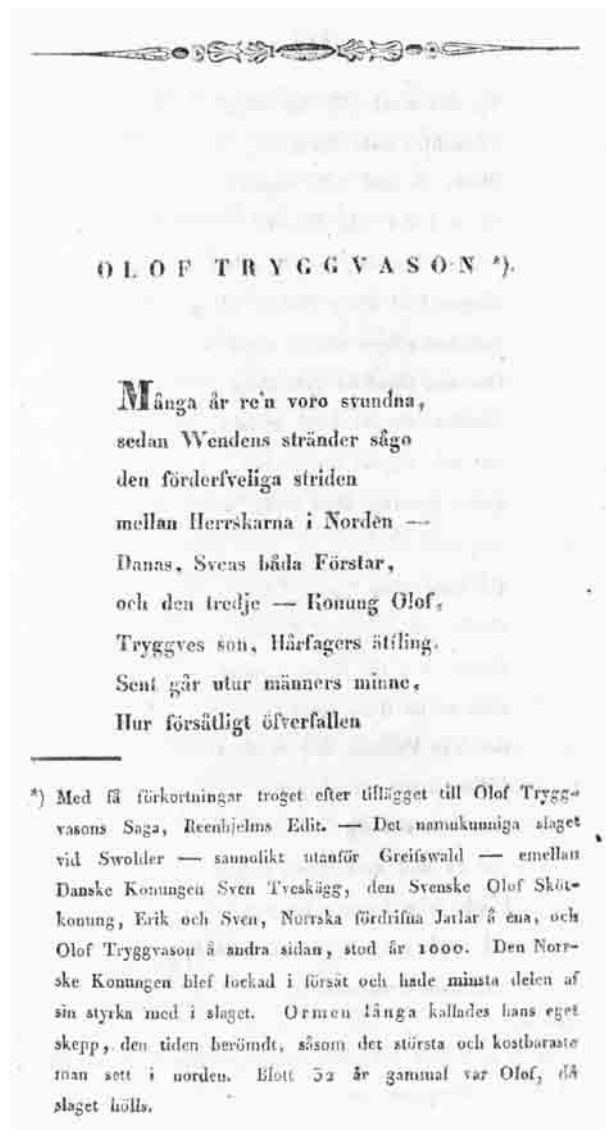 OLOF TRYGGVASON *).
Många år re'n voro svundna,
sedan Wendens stränder sågo
den förderfveliga striden
mellan Herrskarna i Norden —
Danas, Sveas båda Förstar,
och den tredje — Konung Olof,
Tryggves son, Hårfagers ättling.
Sent går utur männers minne,
Hur försåtligt öfverfallen
*) Med få förkortningar troget efter tillägget till Olof Trygg-
vasons Saga, Reenhjelms Edit. — Det namnkunniga slaget
vid Swolder — sannolikt utanför Greifswald — emellan
Danske Konungen Sven Tveskägg, den Svenske Olof Sköt-
konung, Erik och Sven, Norrska fördrifna Jarlar å ena, och
Olof Tryggvason å andra sidan, stod år 1000. Den Norr-
ske Konungen blef lockad i försåt och hade minsta delen af
sin styrka med i slaget. Ormen långa kallades hans eget
skepp, den tiden berömdt, såsom det största och kostbaraste
man sett i norden. Blott 32 år gammal var Olof, då
slaget hölls.